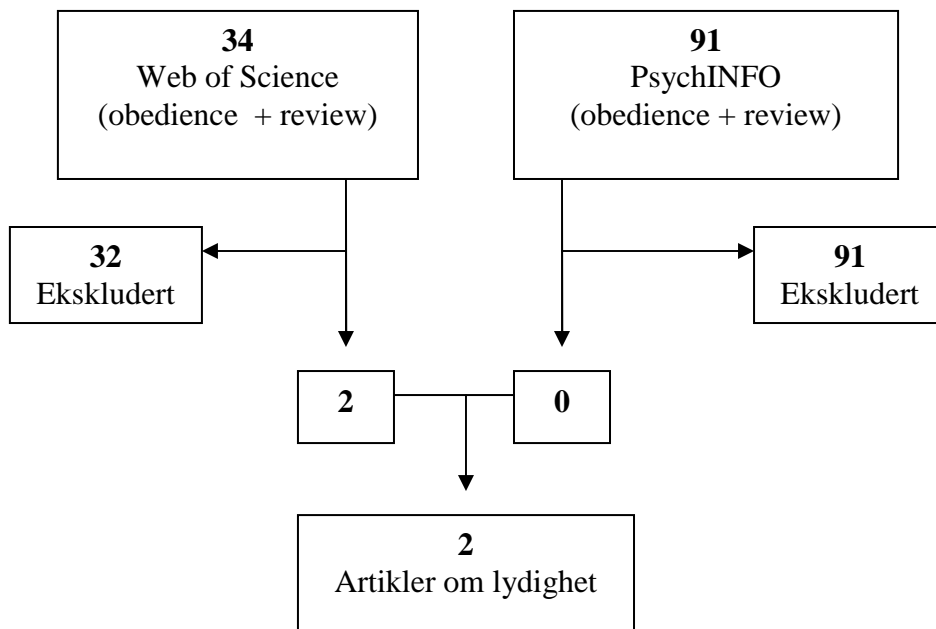 34
Web of Science
(obedience + review)
91
PsychINFO
(obedience + review)
32
Ekskludert
91
Ekskludert
2
0
2
Artikler om lydighet